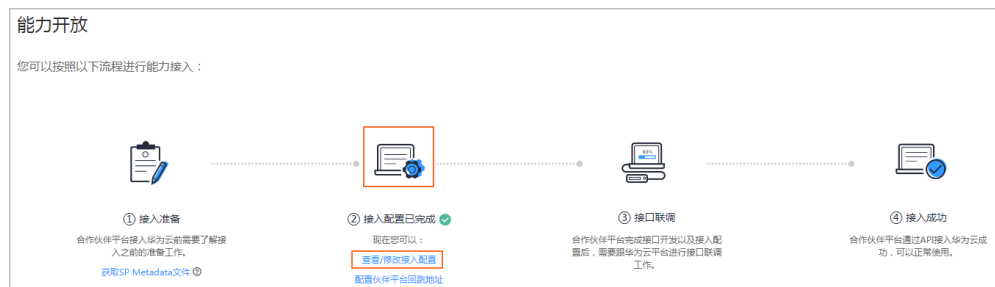 能力开放
您可以按照以下流程进行能力接入：
83%
① 接入准备
合作伙伴平台接入华为云前需要了解接
入之前的准备工作。
获取SP Metadata文件 ?
② 接入配置已完成
现在您可以：
查看/修改接入配置
配置伙伴平台回跳地址
③ 接口联调
合作伙伴平台完成接口开发以及接入配
置后，需要跟华为云平台进行接口联调
工作。
④ 接入成功
合作伙伴平台通过API接入华为云成
功，可以正常使用。